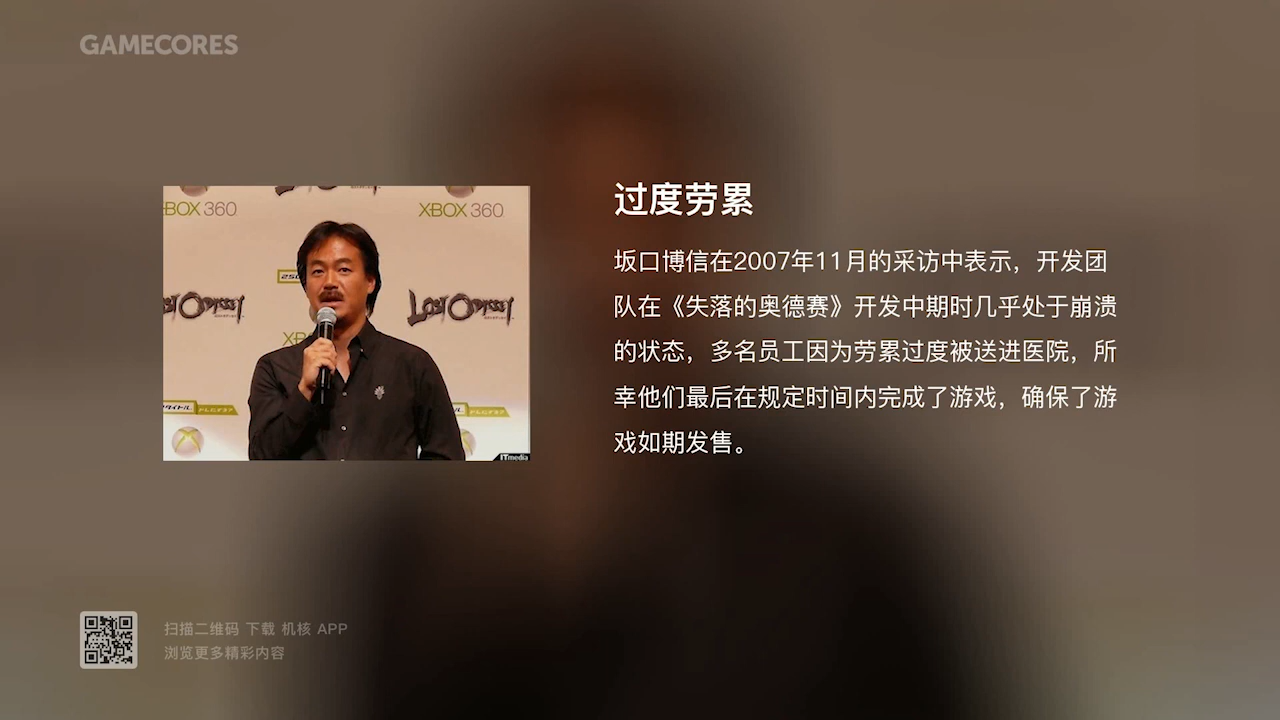 GAMECORES
XBOX 360
XBOX 360
LOST ODYSSEY
LOST ODYSSEY
ITmedia
过度劳累
坂口博信在2007年11月的采访中表示，开发团
队在《失落的奥德赛》开发中期时几乎处于崩溃
的状态，多名员工因为劳累过度被送进医院，所
幸他们最后在规定时间内完成了游戏，确保了游
戏如期发售。
扫描二维码 下载 机核 APP
浏览更多精彩内容